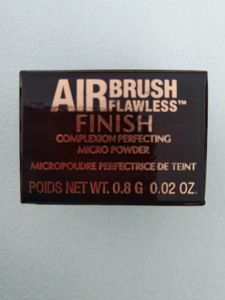 AIRBRUSH
FLAWLESS™
FINISH
COMPLEXION PERFECTING
MICRO POWDER
MICROPOUDRE PERFECTRICE DE TEINT
POIDS NET WT. 0.8 G 0.02 OZ.